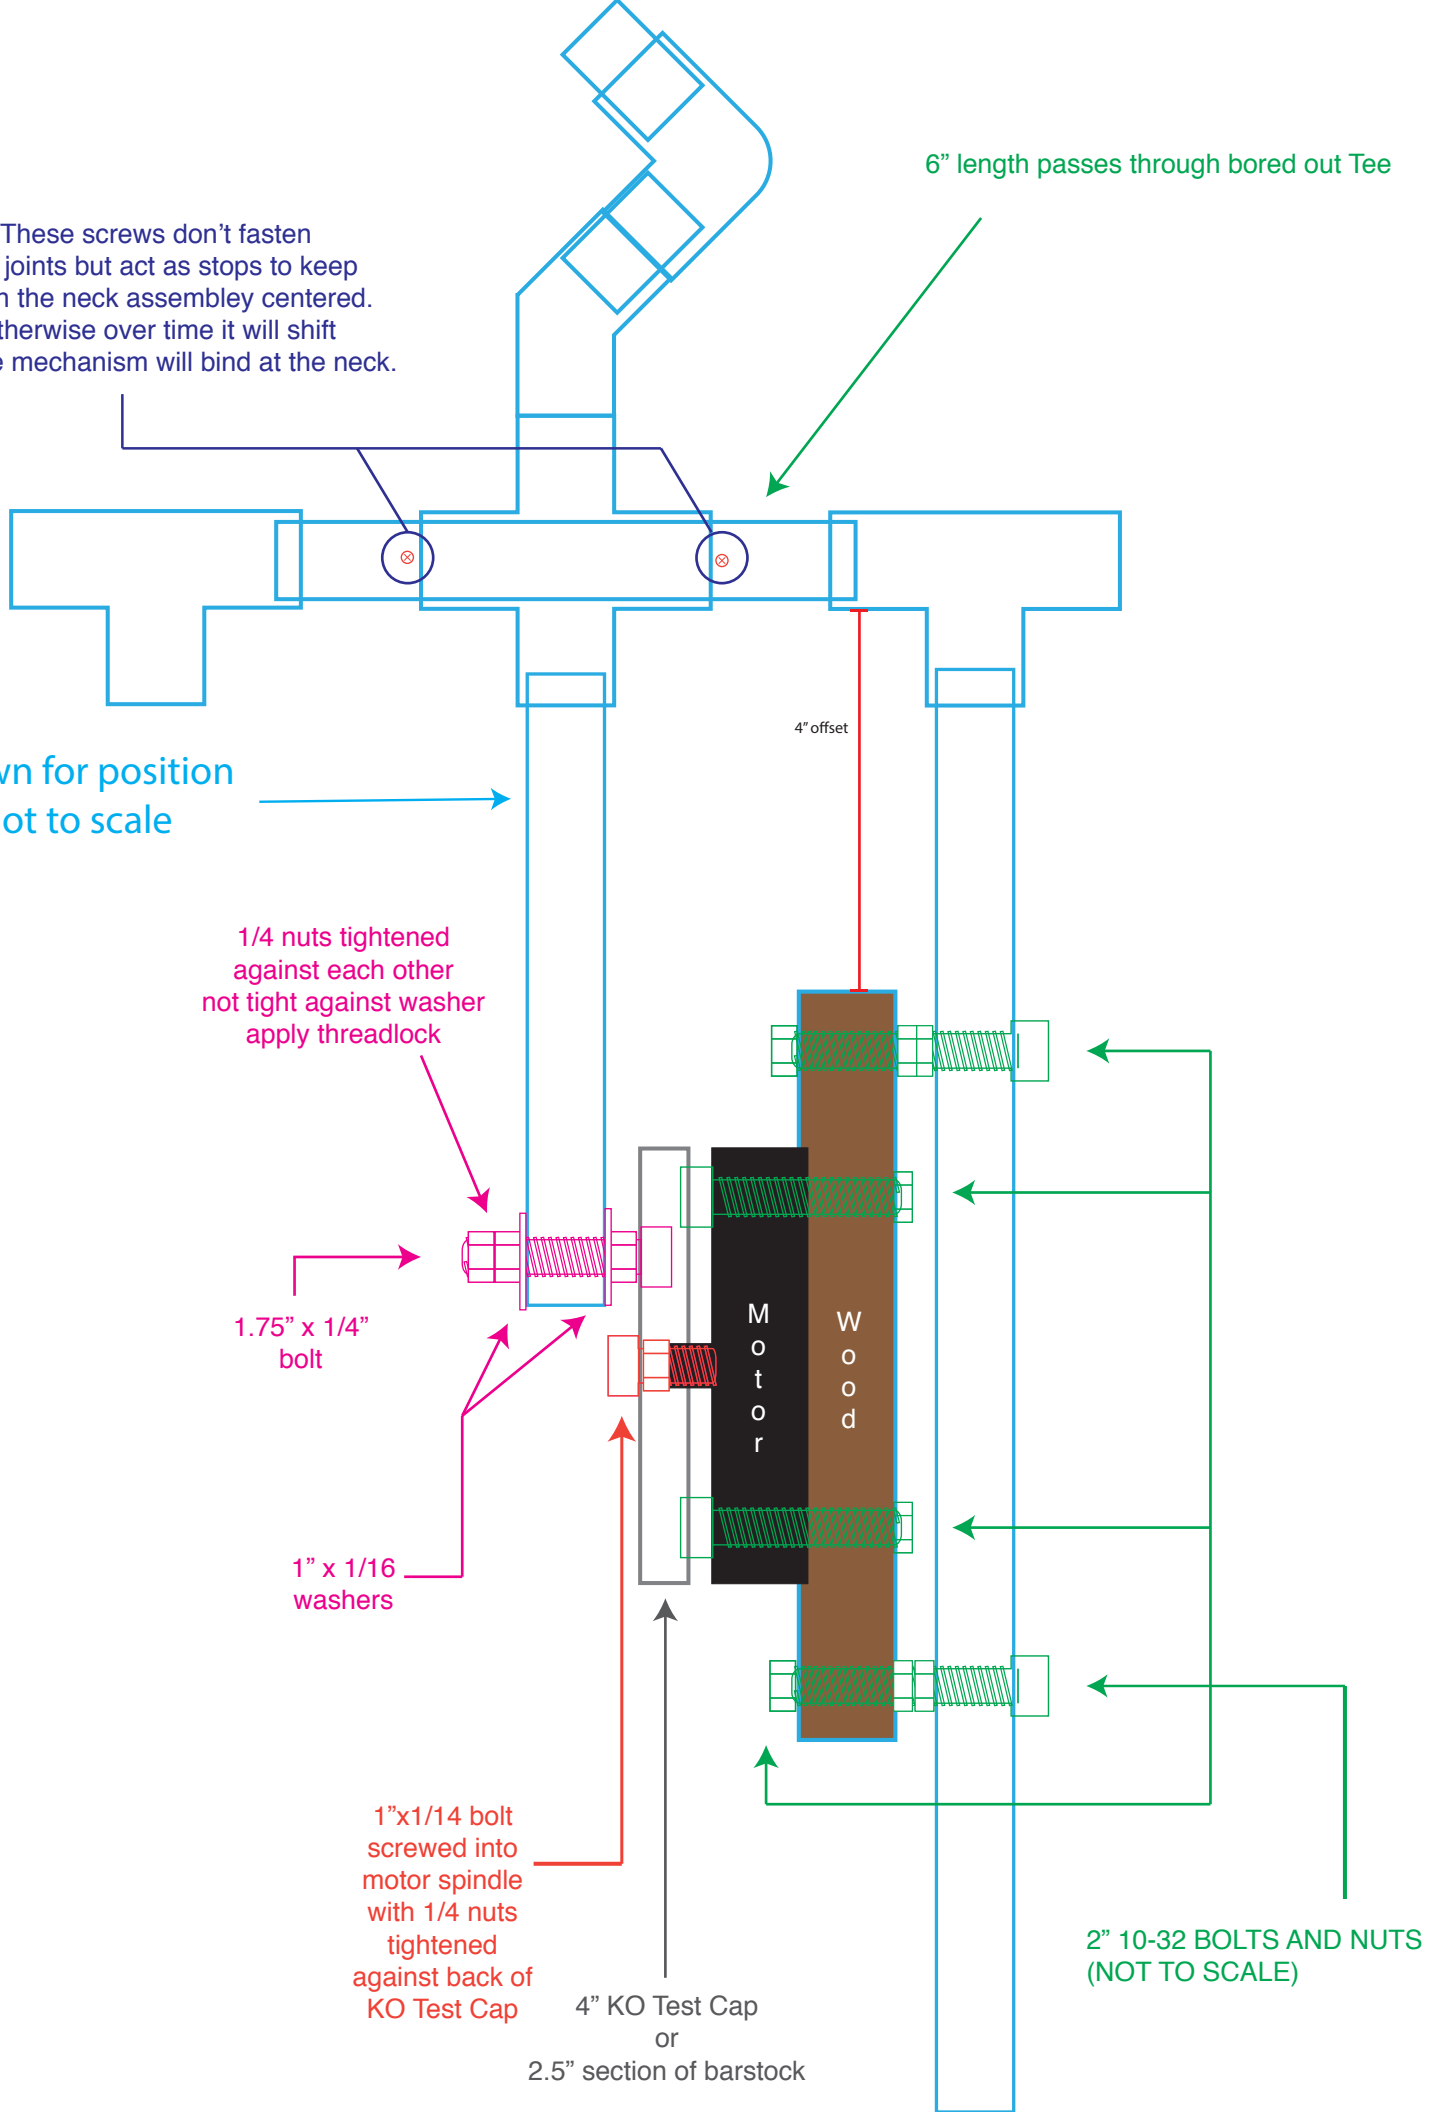 6” length passes through bored out Tee
These screws don’t fasten
joints but act as stops to keep
the neck assembley centered.
over time it will shift
mechanism will bind at the neck.
4” offset
for position
to scale
1/4 nuts tightened
against each other
not tight against washer
apply threadlock
1.75” x 1/4”
bolt
Motor
Wood
1” x 1/16
washers
1”x1/14 bolt
screwed into
motor spindle
with 1/4 nuts
tightened
against back of
KO Test Cap
4” KO Test Cap
or
2.5” section of barstock
2” 10-32 BOLTS AND NUTS
(NOT TO SCALE)